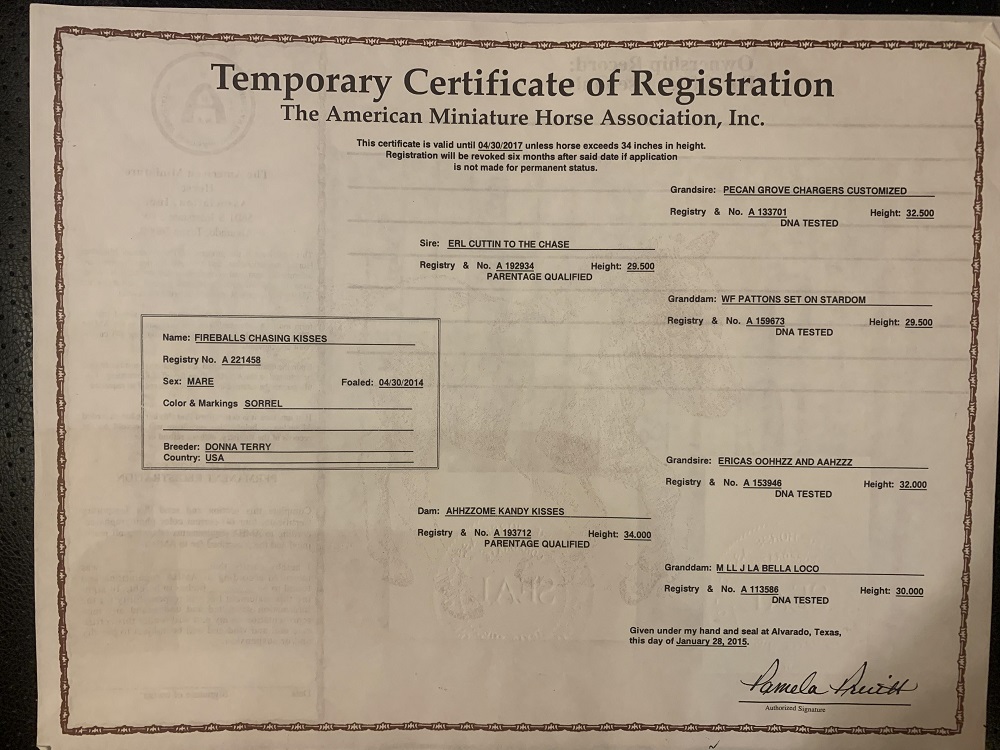 Temporary Certificate of Registration
The American Miniature Horse Association, Inc.
This certificate is valid until 04/30/2017 unless horse exceeds 34 inches in height.
Registration will be revoked six months after said date if application
is not made for permanent status.
Grandsire: PECAN GROVE CHARGERS CUSTOMIZED
Registry & No. A 133701 Height: 32.500
DNA TESTED
Sire: ERL CUTTIN TO THE CHASE
Registry & No. A 192934 Height: 29.500
PARENTAGE QUALIFIED
Granddam: WF PATTONS SET ON STARDOM
Registry & No. A 159673 Height: 29.500
DNA TESTED
Name: FIREBALLS CHASING KISSES
Registry No. A 221458
Sex: MARE Foaled: 04/30/2014
Color & Markings SORREL
Breeder: DONNA TERRY
Country: USA
Grandsire: ERICAS OOHHZZ AND AAHZZZ
Registry & No. A 153946 Height: 32.000
DNA TESTED
Dam: AHHZZOME KANDY KISSES
Registry & No. A 193712 Height: 34.000
PARENTAGE QUALIFIED
Granddam: M LL J LA BELLA LOCO
Registry & No. A 113586 Height: 30.000
DNA TESTED
Given under my hand and seal at Alvarado, Texas,
this day of January 28, 2015.
Pamela
Authorized Signature